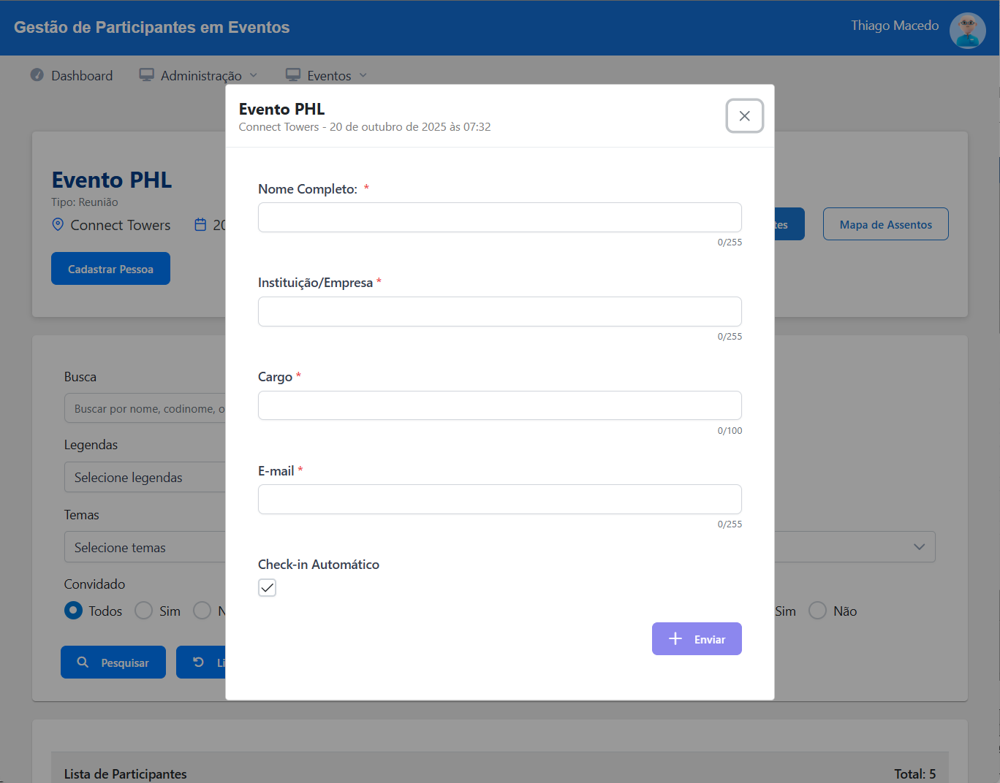 Gestão de Participantes em Eventos
Thiago Macedo
Dashboard
Administração
Eventos
Evento PHL
Connect Towers - 20 de outubro de 2025 às 07:32
Evento PHL
Tipo: Reunião
Connect Towers
20
Mapa de Assentos
Cadastrar Pessoa
Nome Completo: *
0/255
Instituição/Empresa *
0/255
Cargo *
0/100
E-mail *
0/255
Check-in Automático
Enviar
Busca
Buscar por nome, codinome, o
Legendas
Selecione legendas
Temas
Selecione temas
Convidado
Todos
Sim
Sim
Não
Pesquisar
Lista de Participantes
Total: 5